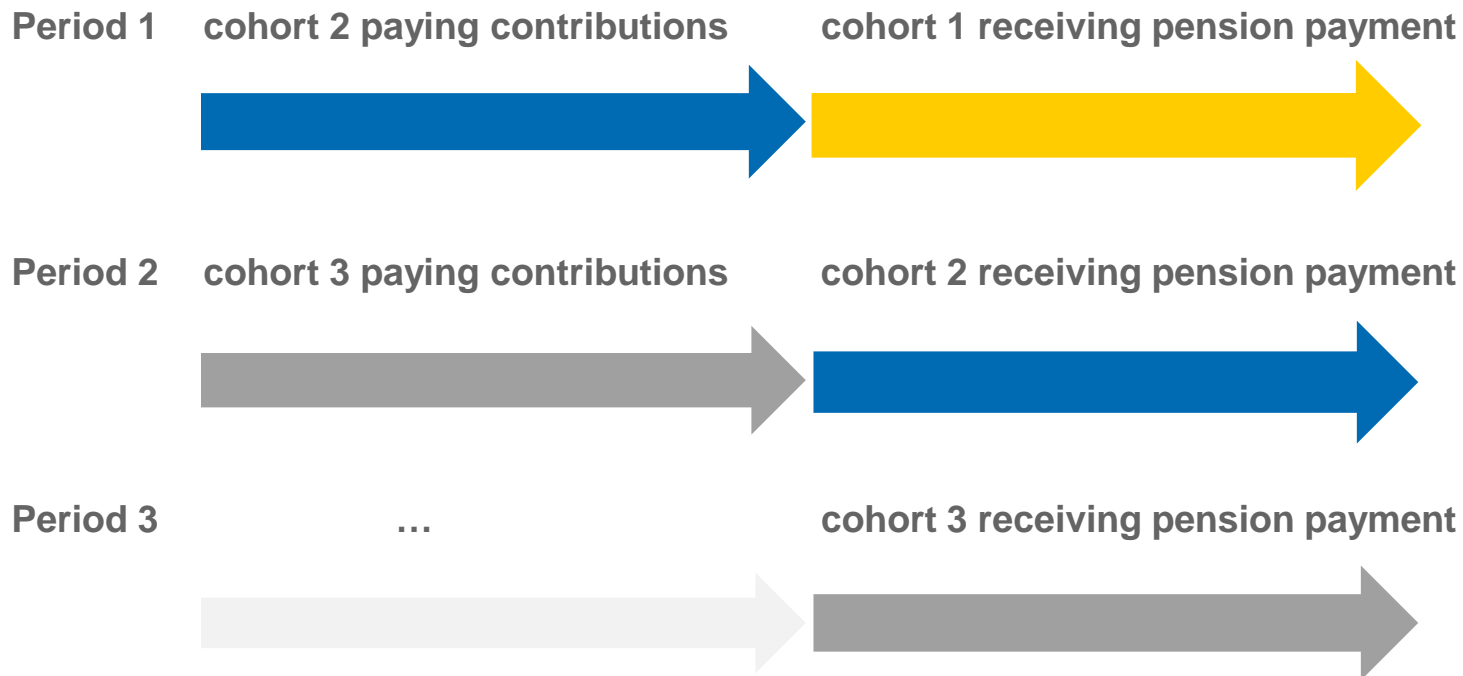 Period 1 cohort 2 paying contributions cohort 1 receiving pension payment
Period 2 cohort 3 paying contributions cohort 2 receiving pension payment
Period 3 … cohort 3 receiving pension payment